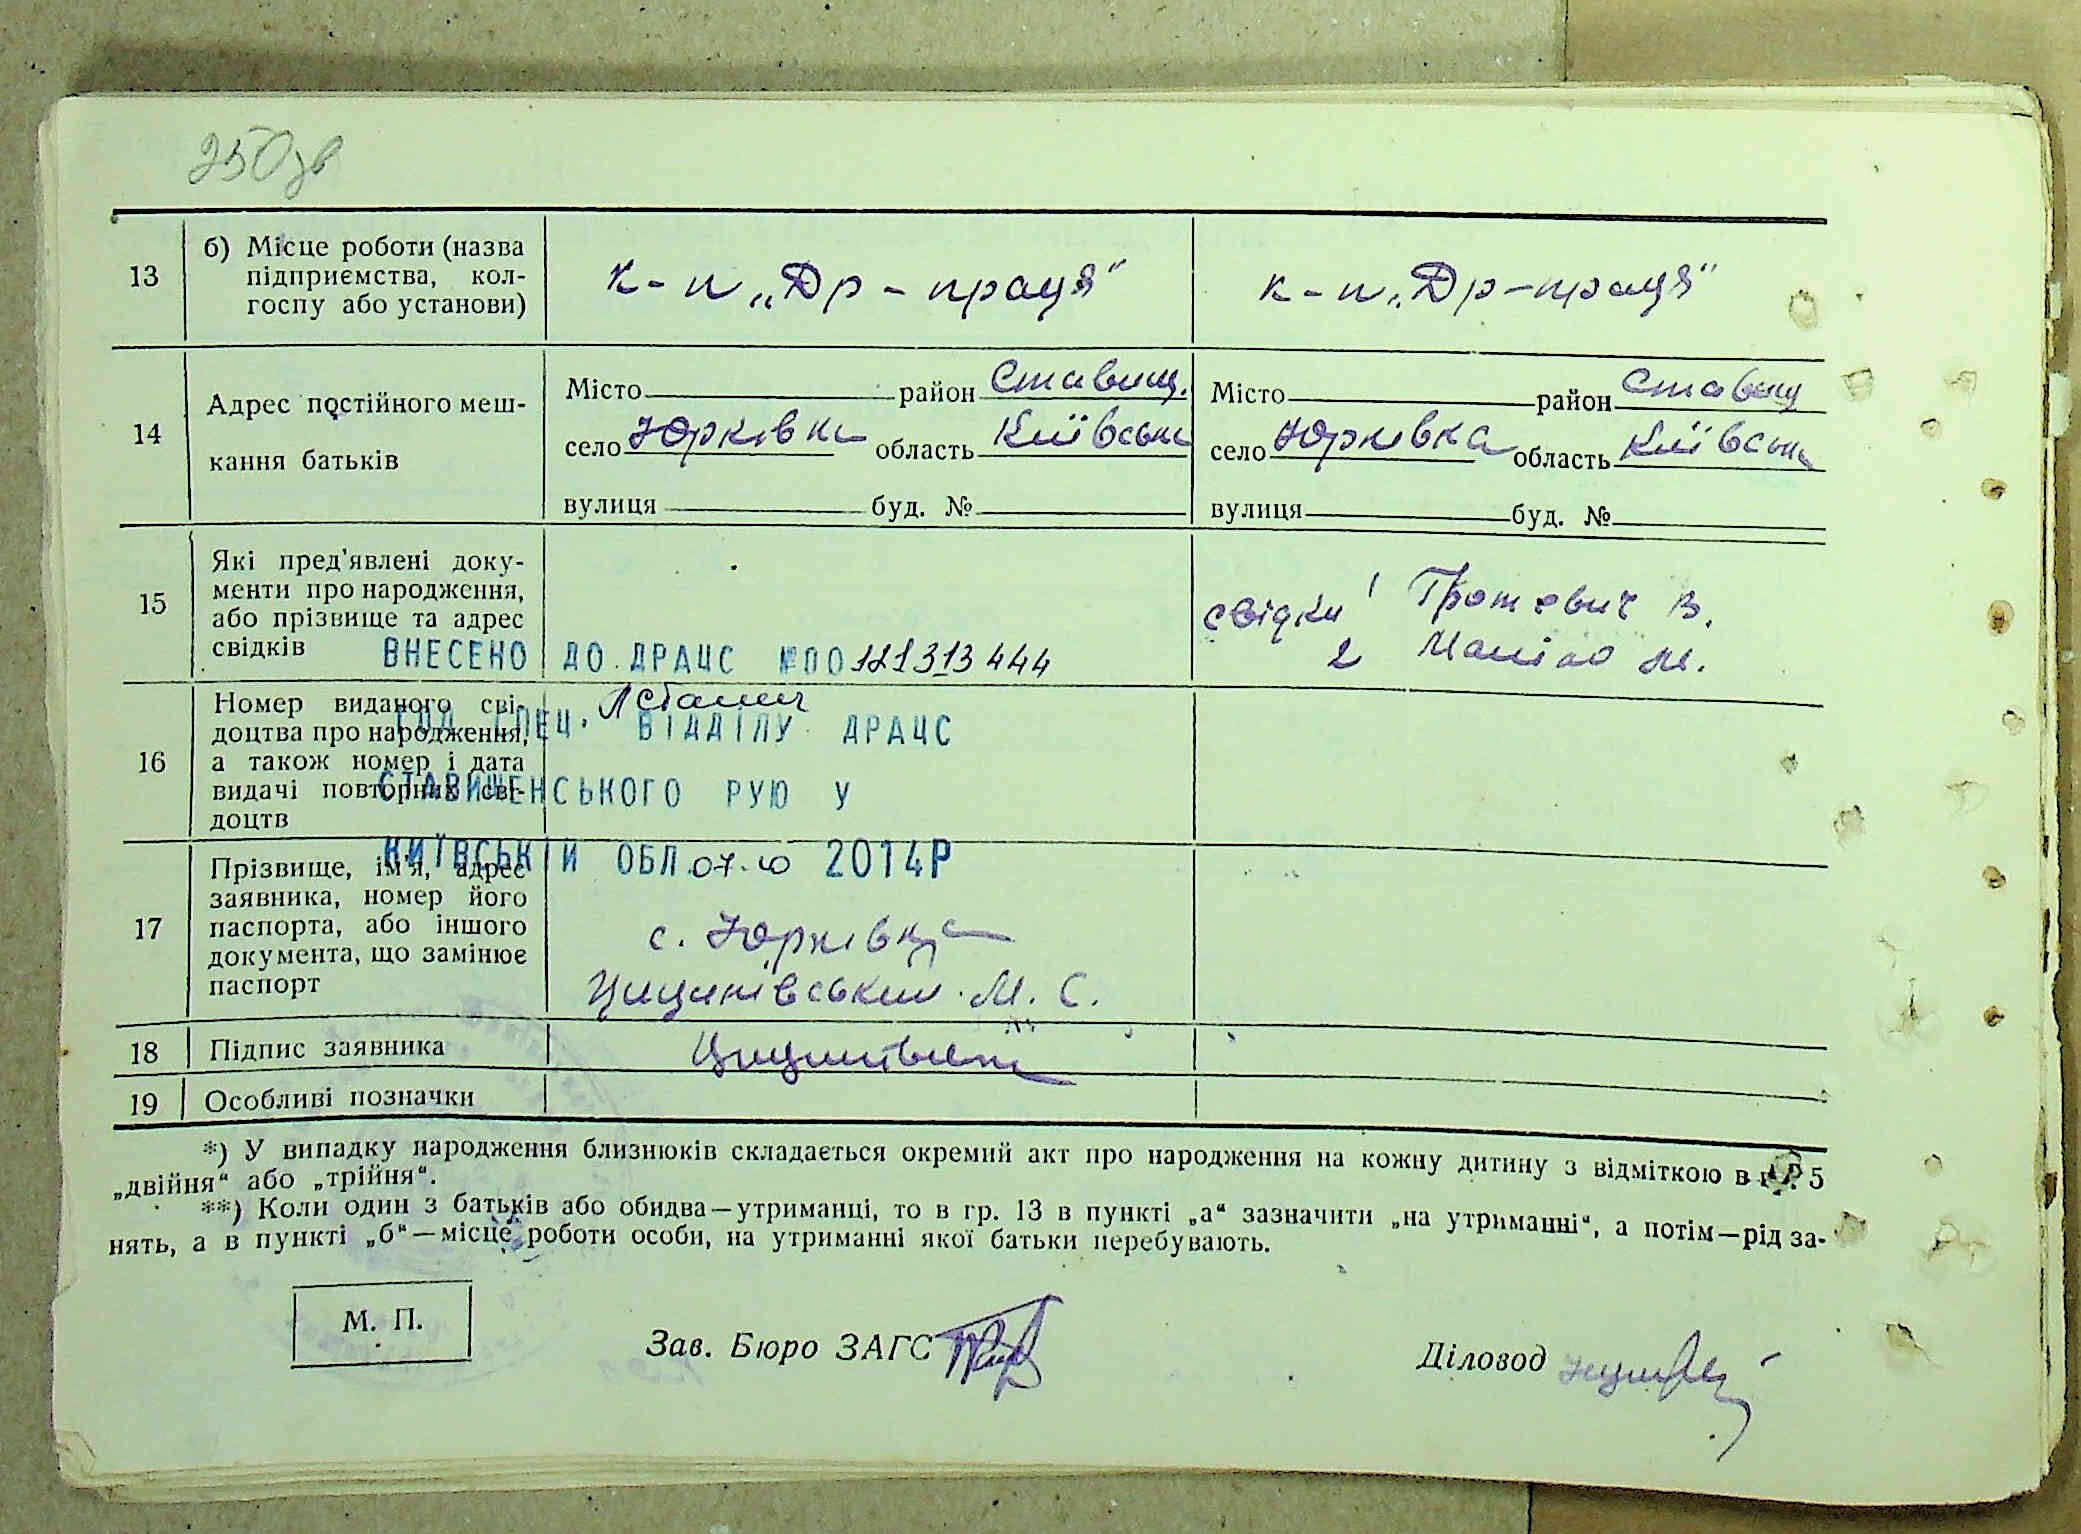 250зв
13
б) Місце роботи (назва
підприємства, кол-
госпу або установи)
к-п „Др-праця"
к-п „Др-праця"
14
Адрес постійного меш-
кання батьків
Місто район Ставищ.
село Юрківка область Київськ
вулиця буд. №
Місто район Ставищ
село Юрківка область Київськ
вулиця буд. №
15
Які пред'явлені доку-
менти про народження,
або прізвище та адрес
свідків
свідки 1 В.
2 М.
ВНЕСЕНО ДО ДРАЦС №00121313444
16
Номер виданого сві-
доцтва про народження,
а також номер і дата
видачі повторних сві-
доцтв
СПЕЦ. ВІДДІЛУ ДРАЦС
СТАВИЩЕНСЬКОГО РУЮ У
КИЇВСЬКІЙ ОБЛ. 07.10 2014Р
17
Прізвище, ім'я, адрес
заявника, номер його
паспорта, або іншого
документа, що замінює
паспорт
с. Юрківка
М. С.
18
Підпис заявника
19
Особливі позначки
*) У випадку народження близнюків складається окремий акт про народження на кожну дитину з відміткою в гр. 5
„двійня“ або „трійня“.
**) Коли один з батьків або обидва—утриманці, то в гр. 13 в пункті „а“ зазначити „на утриманні“, а потім—рід за-
нять, а в пункті „б“—місце роботи особи, на утриманні якої батьки перебувають.
М. П.
Зав. Бюро ЗАГС
Діловод